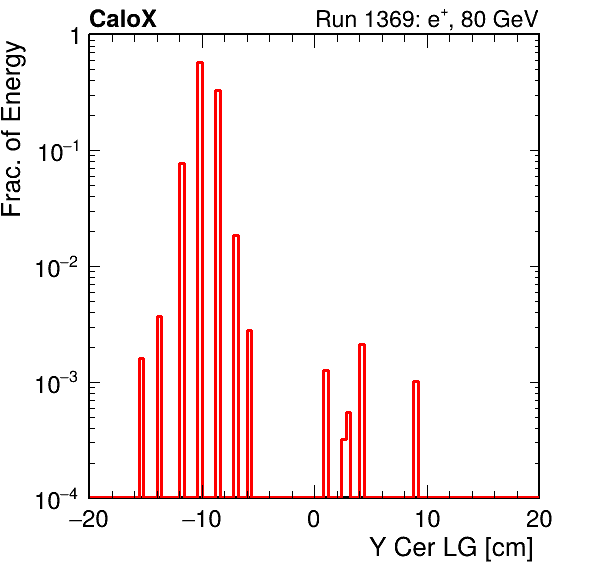 CaloX Run 1369: e⁺, 80 GeV
Frac. of Energy
1
10⁻¹
10⁻²
10⁻³
10⁻⁴
−20 −10 0 10 20
Y Cer LG [cm]